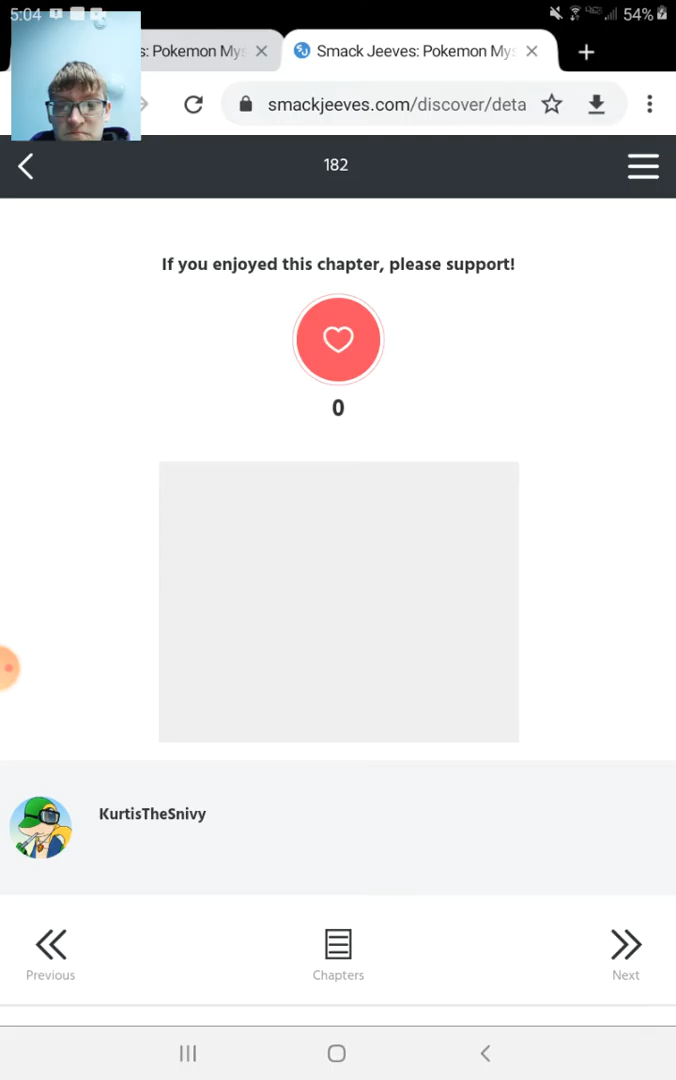 5:04
54%
s: Pokemon Mys
Smack Jeeves: Pokemon Mys
smackjeeves.com/discover/deta
182
If you enjoyed this chapter, please support!
0
KurtisTheSnivy
Previous
Chapters
Next